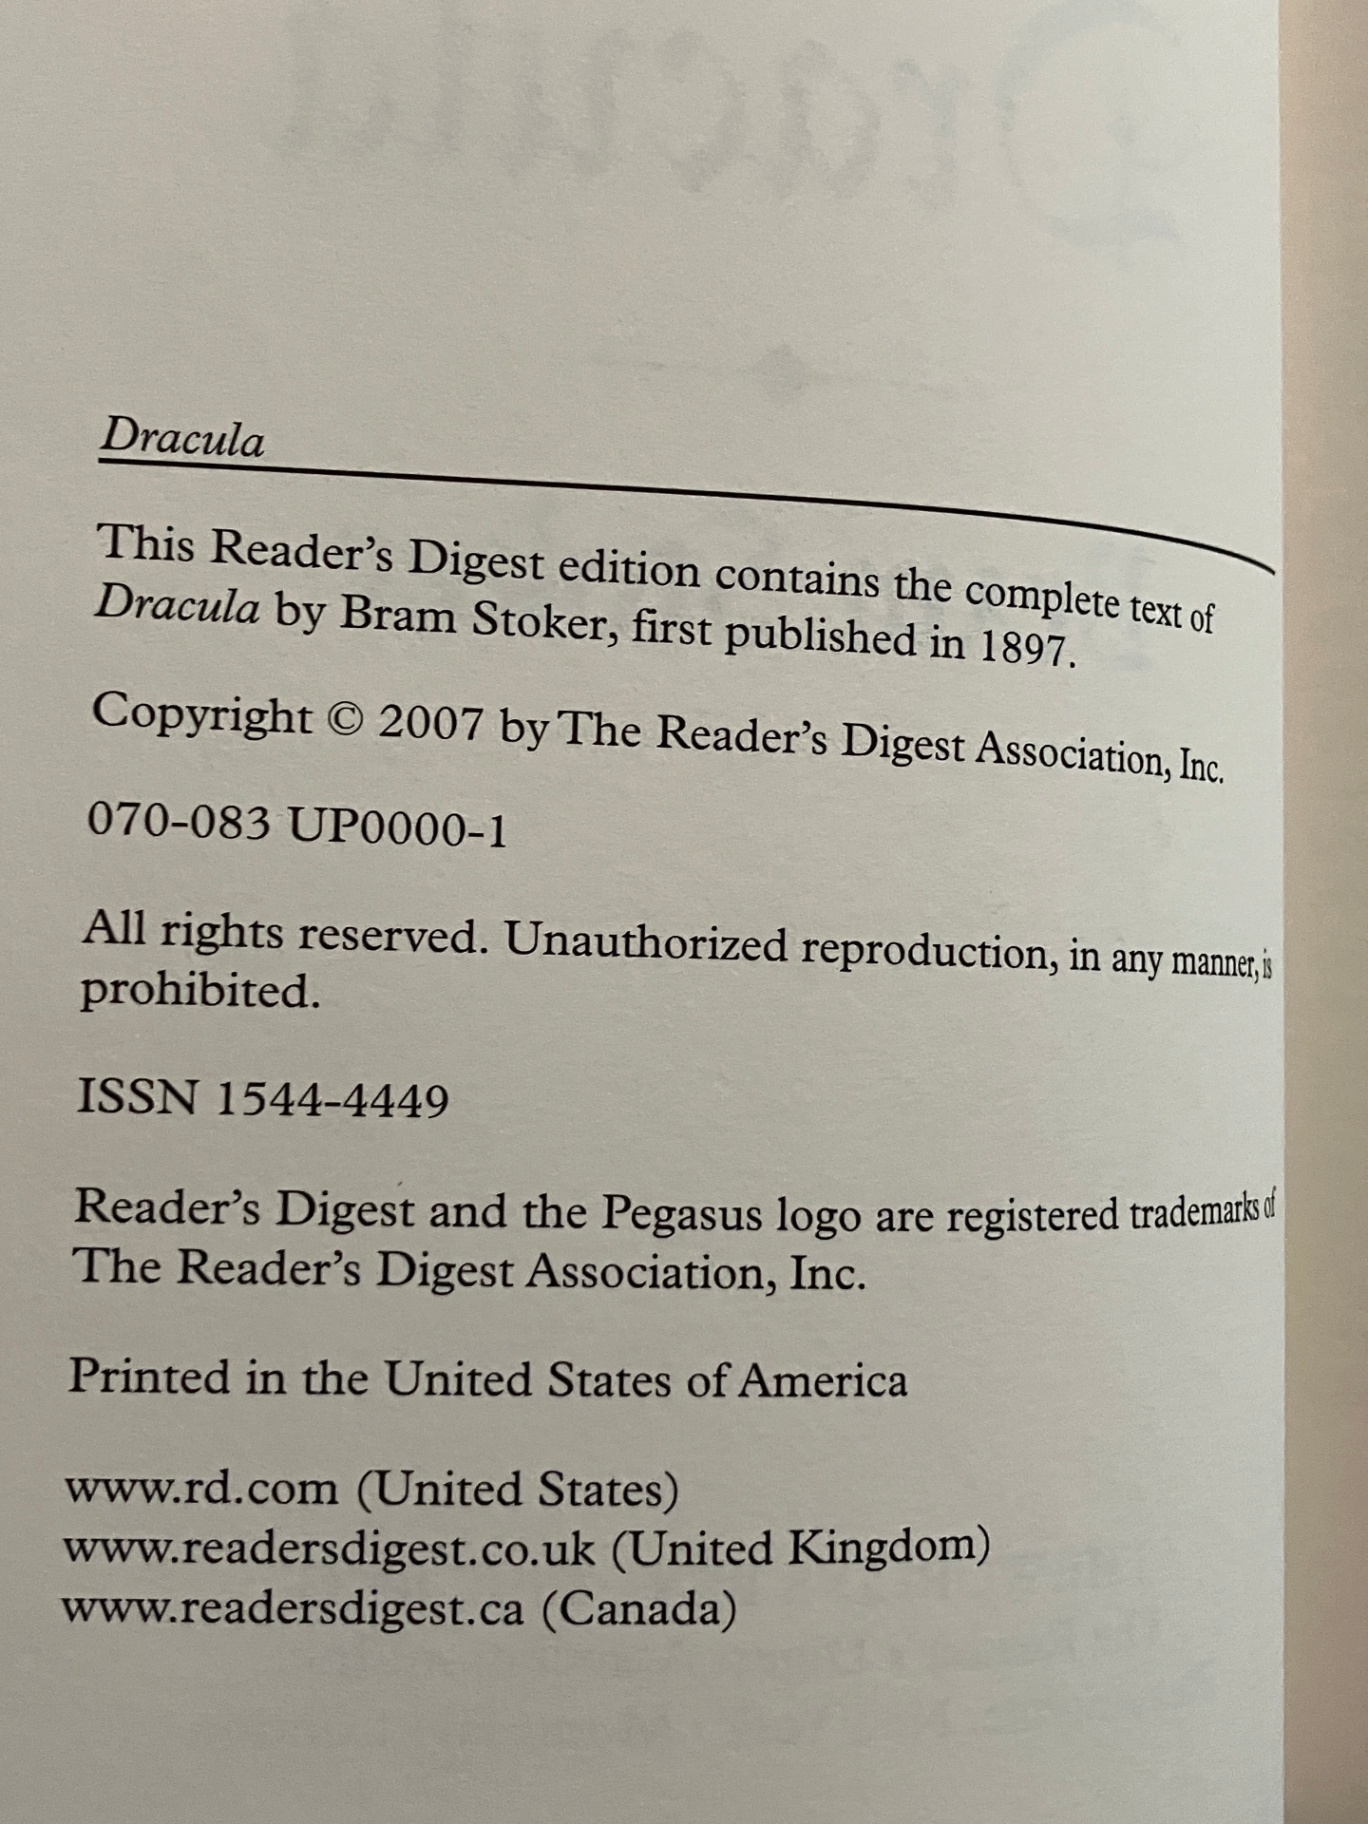 Dracula
This Reader's Digest edition contains the complete text of
Dracula by Bram Stoker, first published in 1897.
Copyright © 2007 by The Reader's Digest Association, Inc.
070-083 UP0000-1
All rights reserved. Unauthorized reproduction, in any manner, is
prohibited.
ISSN 1544-4449
Reader's Digest and the Pegasus logo are registered trademarks of
The Reader's Digest Association, Inc.
Printed in the United States of America
www.rd.com (United States)
www.readersdigest.co.uk (United Kingdom)
www.readersdigest.ca (Canada)